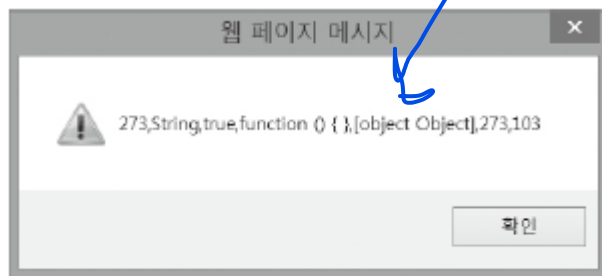 웹 페이지 메시지
273,String,true,function () { },[object Object],273,103
확인